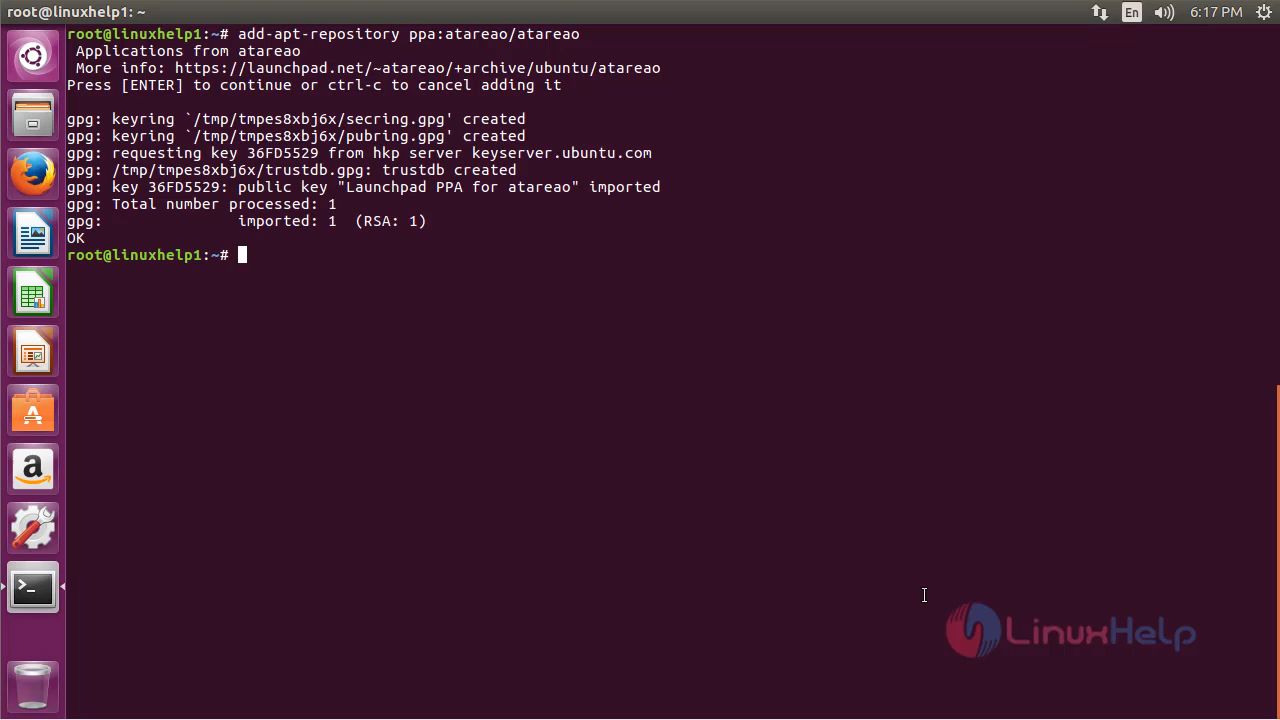 root@linuxhelp1: ~
En
6:17 PM
root@linuxhelp1:~# add-apt-repository ppa:atareao/atareao
Applications from atareao
More info: https://launchpad.net/~atareao/+archive/ubuntu/atareao
Press [ENTER] to continue or ctrl-c to cancel adding it
gpg: keyring `/tmp/tmpes8xbj6x/secring.gpg' created
gpg: keyring `/tmp/tmpes8xbj6x/pubring.gpg' created
gpg: requesting key 36FD5529 from hkp server keyserver.ubuntu.com
gpg: /tmp/tmpes8xbj6x/trustdb.gpg: trustdb created
gpg: key 36FD5529: public key "Launchpad PPA for atareao" imported
gpg: Total number processed: 1
gpg:               imported: 1  (RSA: 1)
OK
root@linuxhelp1:~#
LinuxHelp